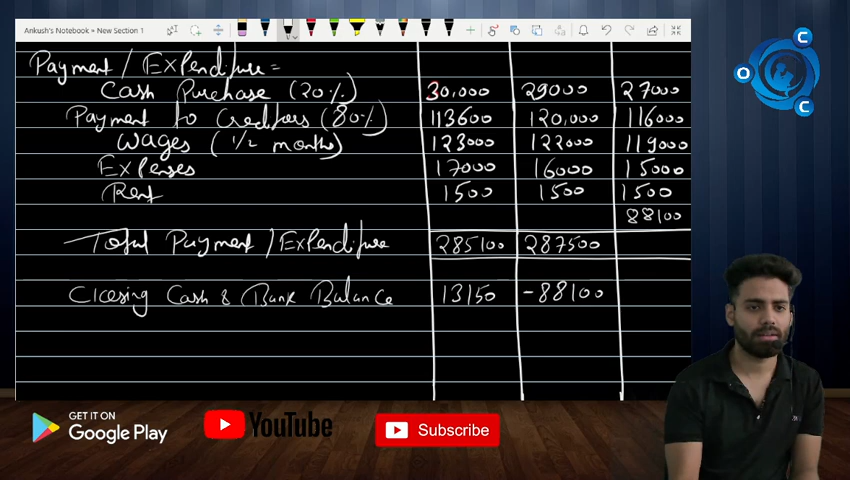 Ankush's Notebook > New Section 1
Payment / Expenditure =
Cash Purchase (20%) 30,000 29000 27000
Payment to Creditors (80%) 113600 120,000 116000
Wages (1/2 months) 123000 122000 119000
Expenses 17000 16000 15000
Rent 1500 1500 1500
88100
Total Payment / Expenditure 285100 287500
Clcesing Cash & Bank Balance 13150 -88100
O C C
GET IT ON
Google Play
YouTube
Subscribe